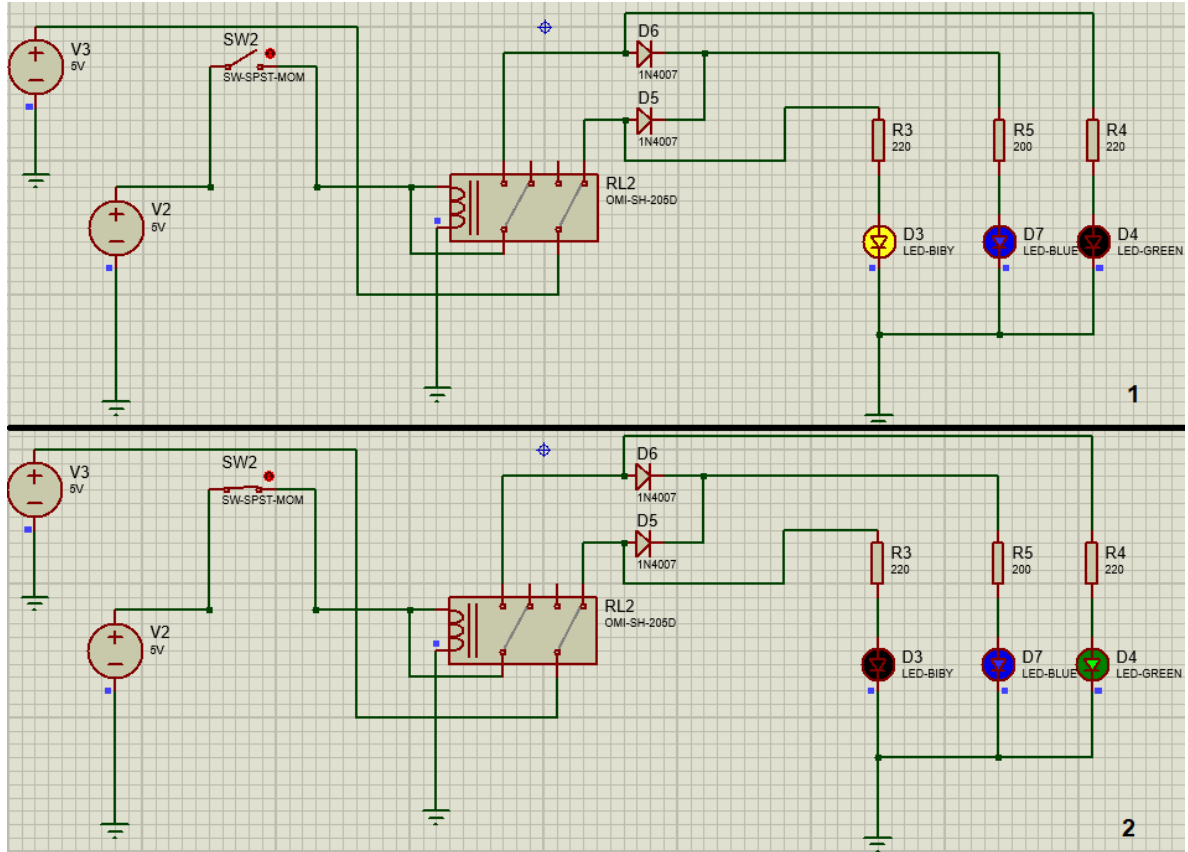 D6
V3
5V
SW2
SW-SPST-MOM
1N4007
D5
1N4007
R3
220
R5
200
R4
220
RL2
OMI-SH-205D
V2
5V
D3
LED-BIBY
D7
LED-BLUE
D4
LED-GREEN
1
D6
V3
5V
SW2
SW-SPST-MOM
1N4007
D5
1N4007
R3
220
R5
200
R4
220
RL2
OMI-SH-205D
V2
5V
D3
LED-BIBY
D7
LED-BLUE
D4
LED-GREEN
2